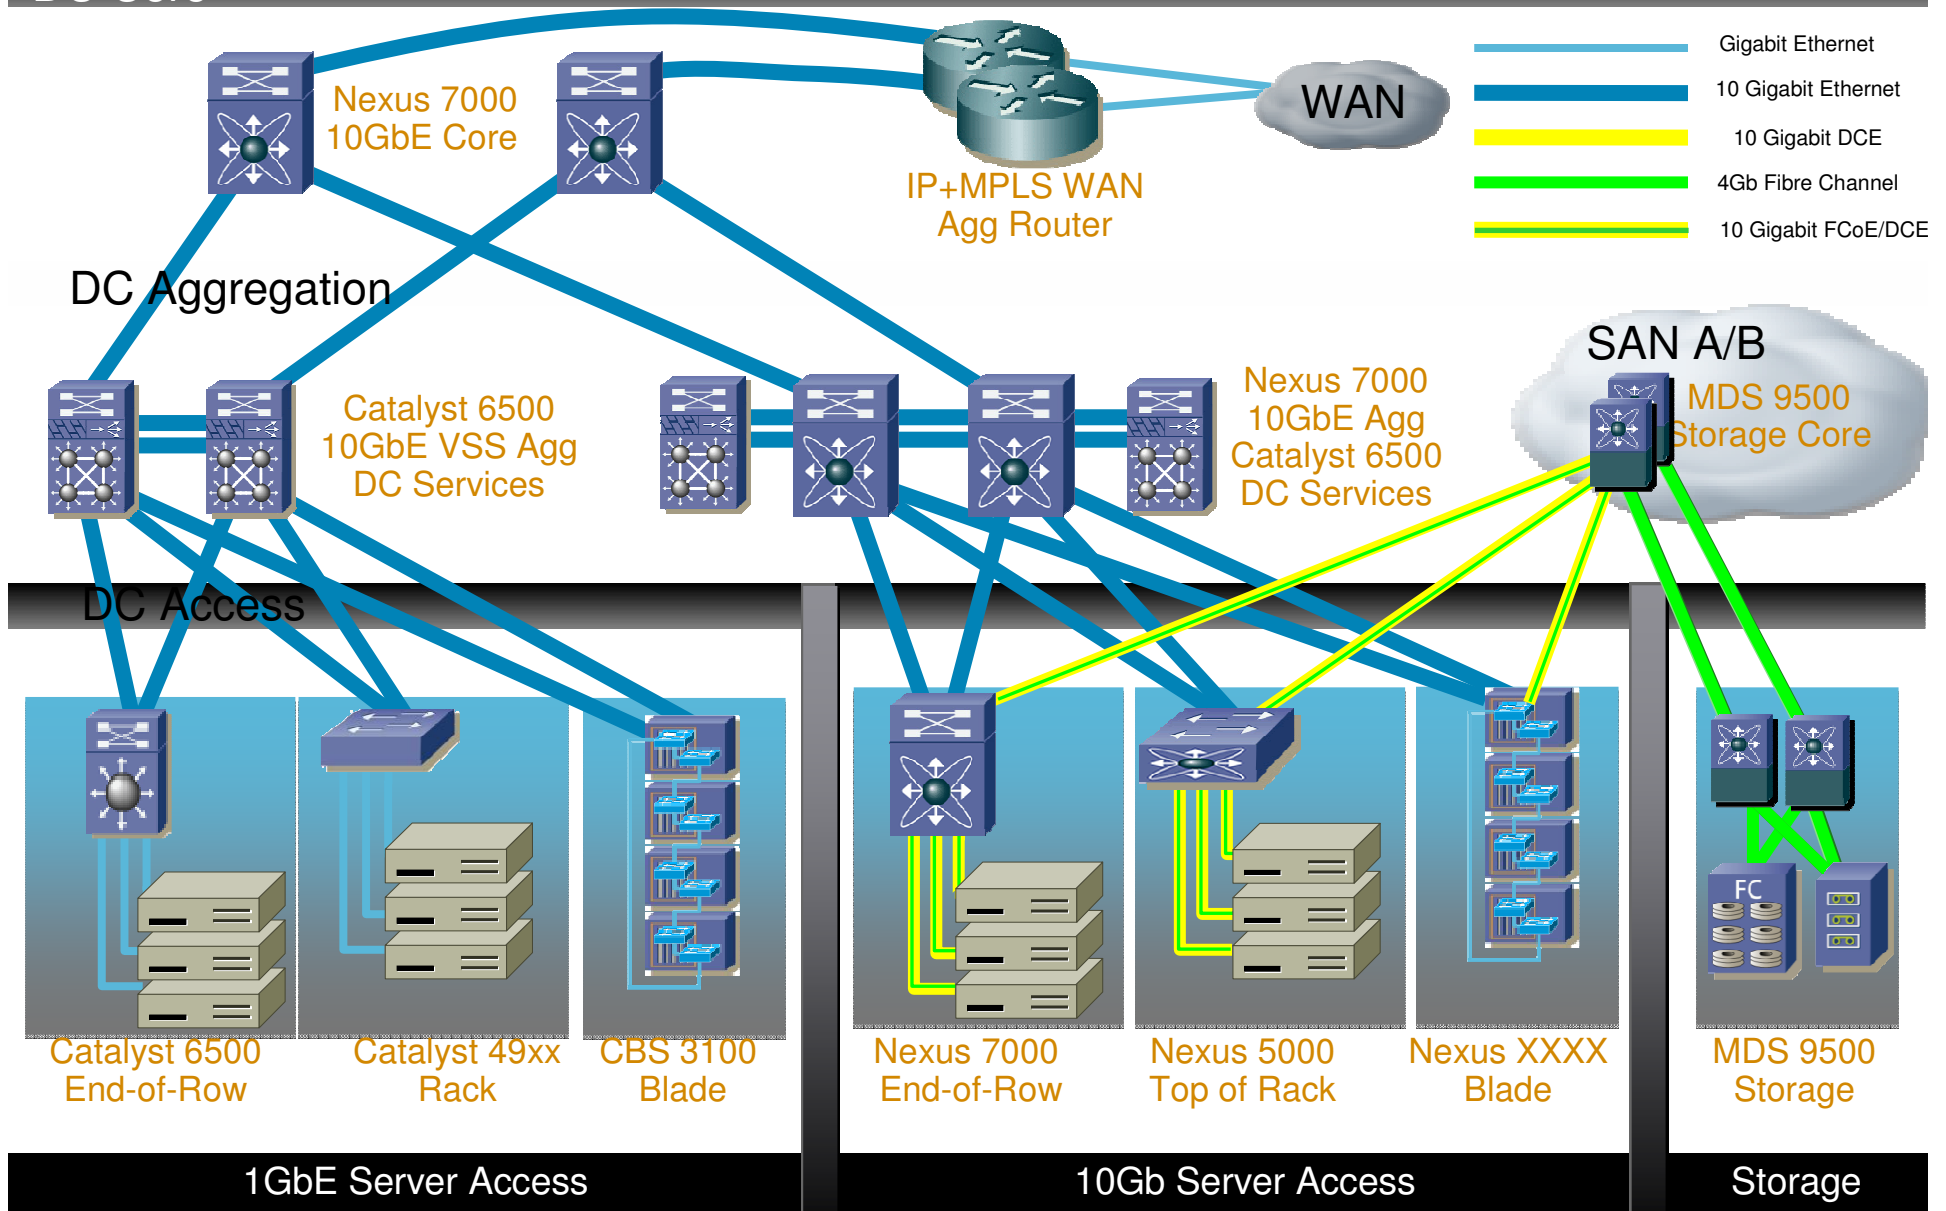 Gigabit Ethernet
10 Gigabit Ethernet
10 Gigabit DCE
4Gb Fibre Channel
10 Gigabit FCoE/DCE
Nexus 7000
10GbE Core
WAN
IP+MPLS WAN
Agg Router
DC Aggregation
Catalyst 6500
10GbE VSS Agg
DC Services
Nexus 7000
10GbE Agg
Catalyst 6500
DC Services
SAN A/B
MDS 9500
Storage Core
DC Access
FC
Catalyst 6500
End-of-Row
Catalyst 49xx
Rack
CBS 3100
Blade
Nexus 7000
End-of-Row
Nexus 5000
Top of Rack
Nexus XXXX
Blade
MDS 9500
Storage
1GbE Server Access
10Gb Server Access
Storage